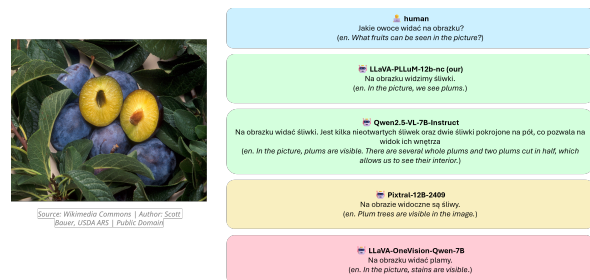 human
Jakie owoce widać na obrazku?
(en. What fruits can be seen in the picture?)
LLaVA-PLLuM-12b-nc (our)
Na obrazku widzimy śliwki.
(en. In the picture, we see plums.)
Qwen2.5-VL-7B-Instruct
Na obrazku widać śliwki. Jest kilka nieotwartych śliwek oraz dwie śliwki pokrojone na pół, co pozwala na
widok ich wnętrza
(en. In the picture, plums are visible. There are several whole plums and two plums cut in half, which
allows us to see their interior.)
Pixtral-12B-2409
Na obrazie widoczne są śliwy.
(en. Plum trees are visible in the image.)
LLaVA-OneVision-Qwen-7B
Na obrazku widać plamy.
(en. In the picture, stains are visible.)
Source: Wikimedia Commons | Author: Scott
Bauer, USDA ARS | Public Domain